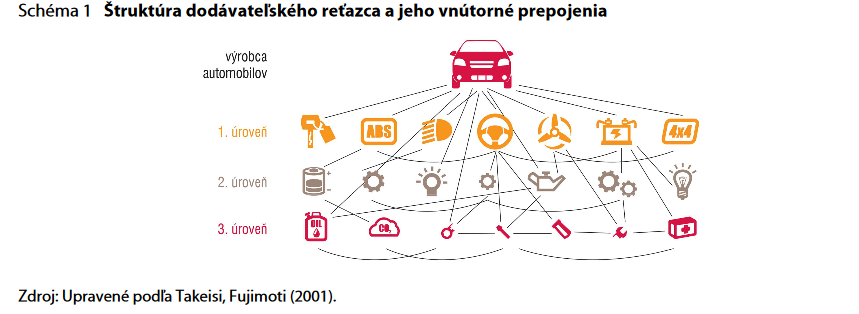 Schéma 1 Štruktúra dodávateľského reťazca a jeho vnútorné prepojenia
výrobca
automobilov
1. úroveň
ABS
4x4
2. úroveň
+
-
3. úroveň
OIL
CO₂
Zdroj: Upravené podľa Takeisi, Fujimoti (2001).